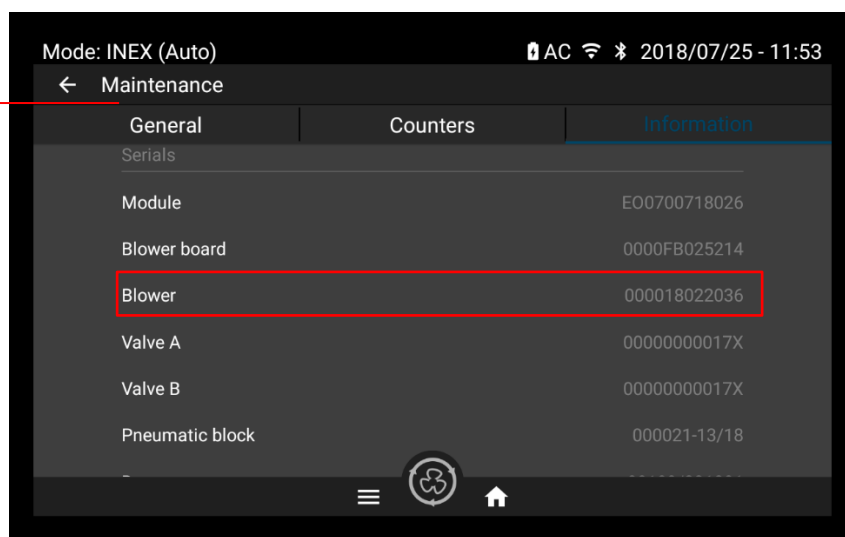 Mode: INEX (Auto) AC 2018/07/25 - 11:53
Maintenance
General Counters Information
Serials
Module EO0700718026
Blower board 0000FB025214
Blower 000018022036
Valve A 00000000017X
Valve B 00000000017X
Pneumatic block 000021-13/18